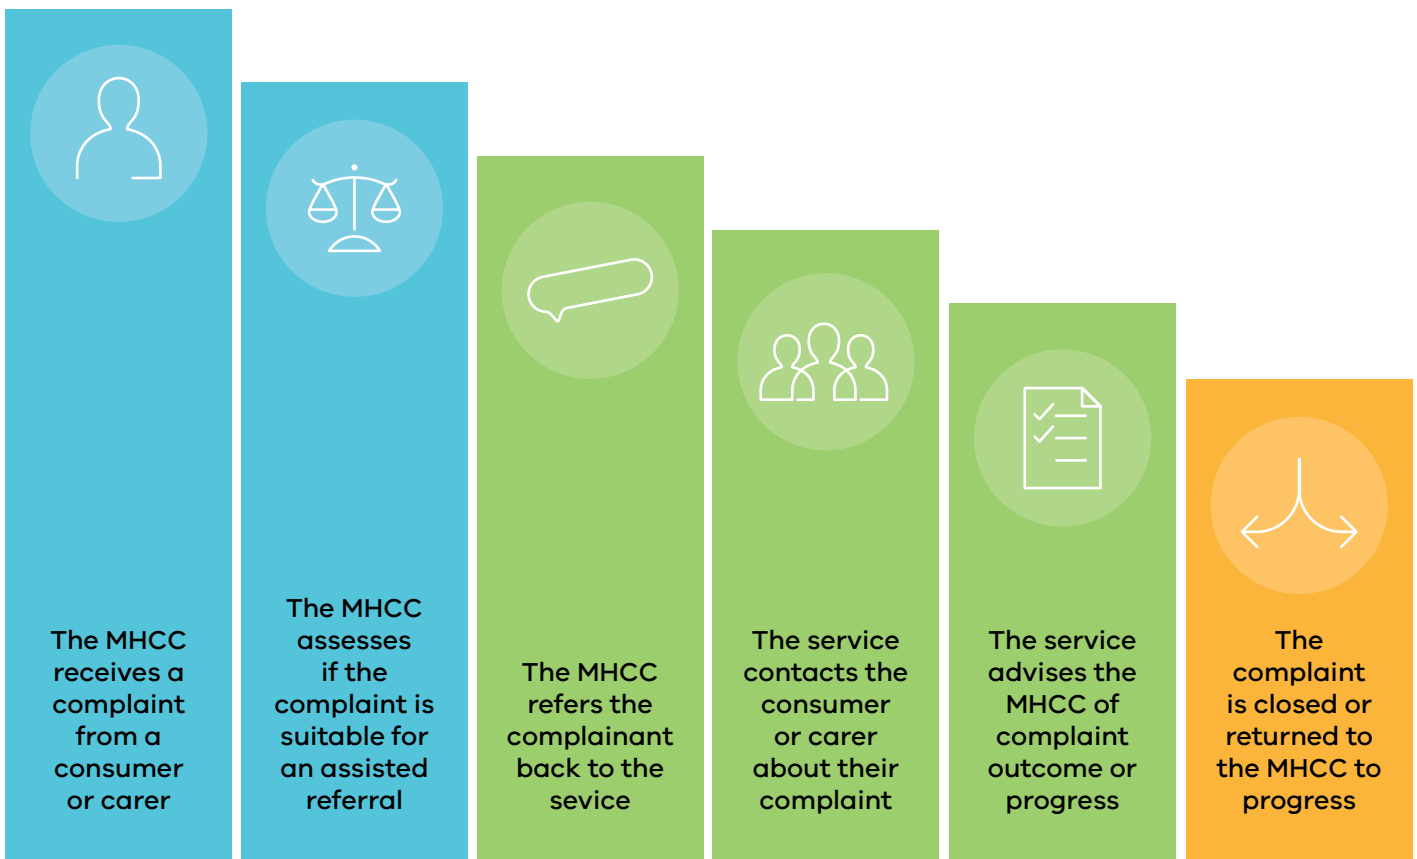 The MHCC
receives a
complaint
from a
consumer
or carer
The MHCC
assesses
if the
complaint is
suitable for
an assisted
referral
The MHCC
refers the
complainant
back to the
sevice
The service
contacts the
consumer
or carer
about their
complaint
The service
advises the
MHCC of
complaint
outcome or
progress
The
complaint
is closed or
returned to
the MHCC to
progress